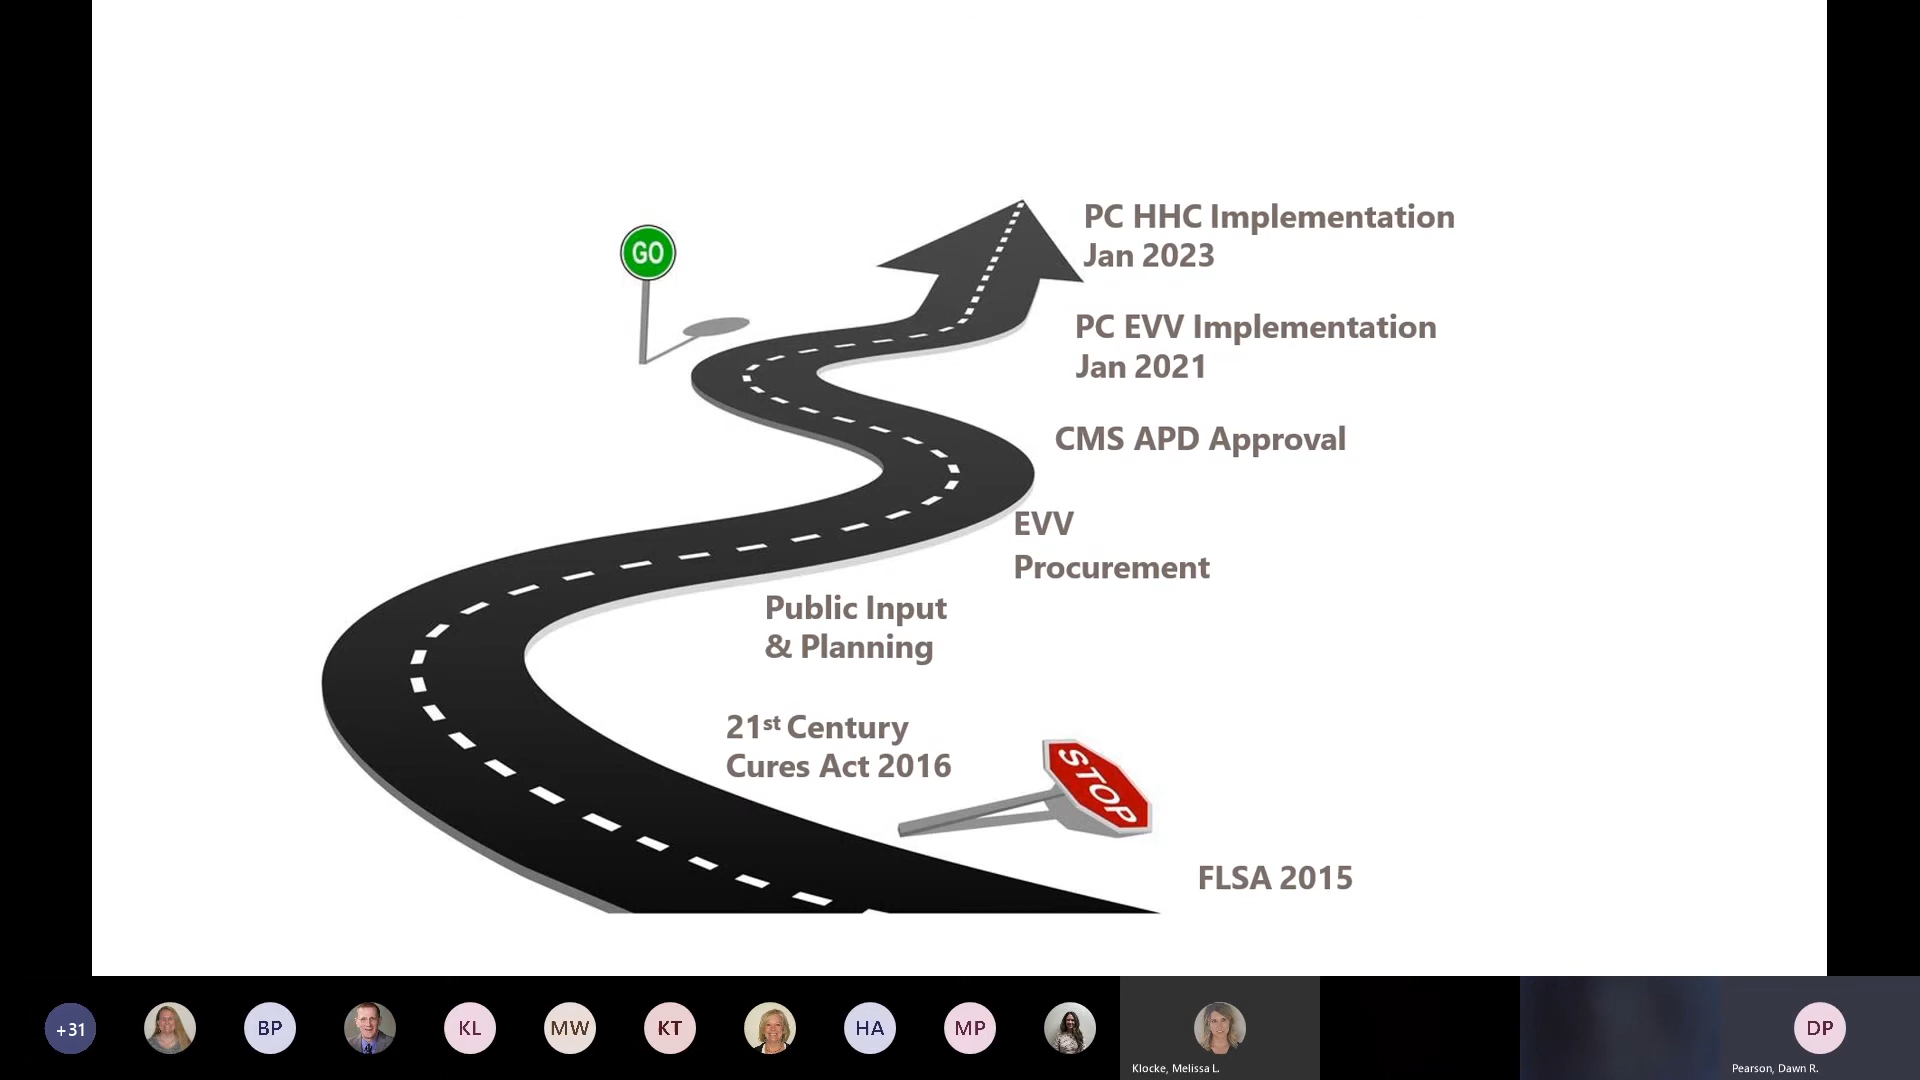 GO
PC HHC Implementation
Jan 2023
PC EVV Implementation
Jan 2021
CMS APD Approval
EVV
Procurement
Public Input
& Planning
21st Century
Cures Act 2016
STOP
FLSA 2015
+31
BP
KL
MW
KT
HA
MP
DP
Klocke, Melissa L.
Pearson, Dawn R.